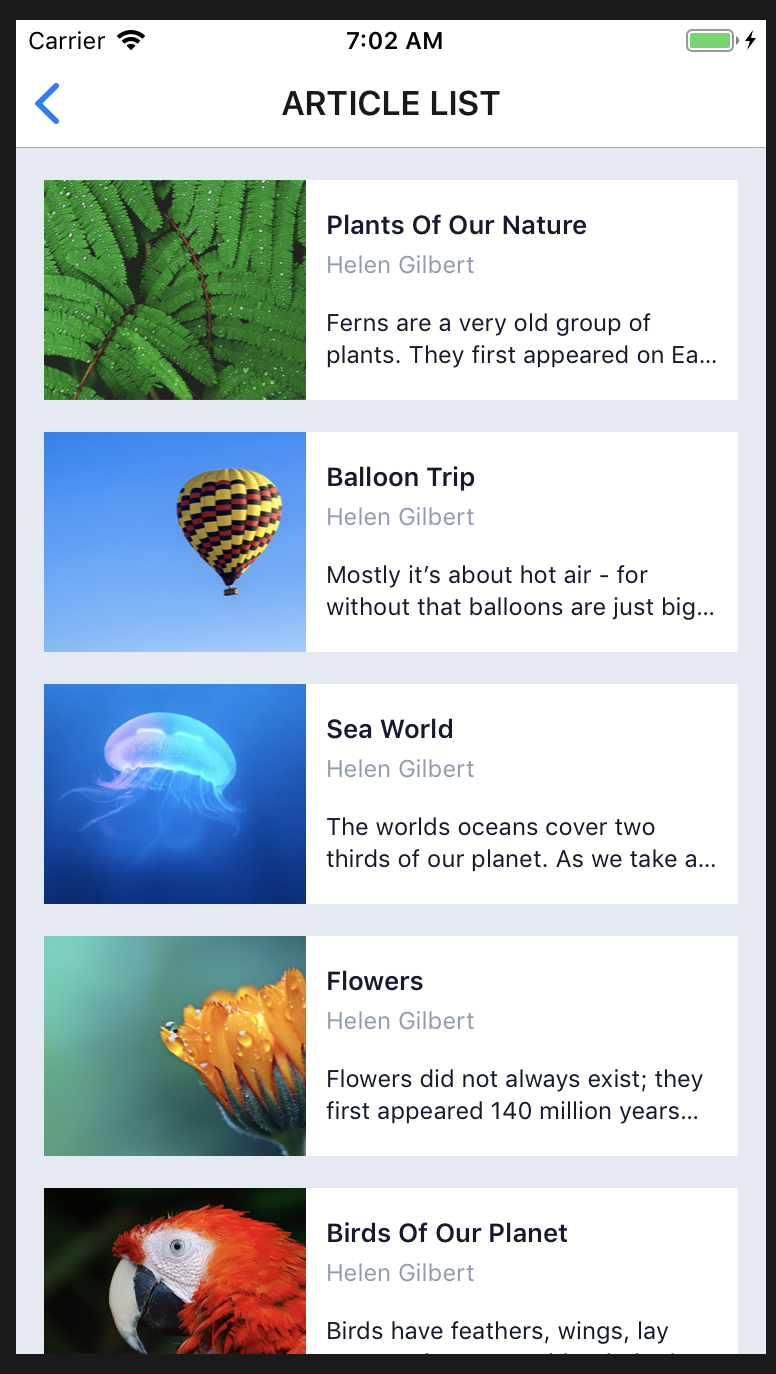 Carrier 7:02 AM
ARTICLE LIST
Plants Of Our Nature
Helen Gilbert
Ferns are a very old group of
plants. They first appeared on Ea...
Balloon Trip
Helen Gilbert
Mostly it’s about hot air - for
without that balloons are just big...
Sea World
Helen Gilbert
The worlds oceans cover two
thirds of our planet. As we take a...
Flowers
Helen Gilbert
Flowers did not always exist; they
first appeared 140 million years...
Birds Of Our Planet
Helen Gilbert
Birds have feathers, wings, lay